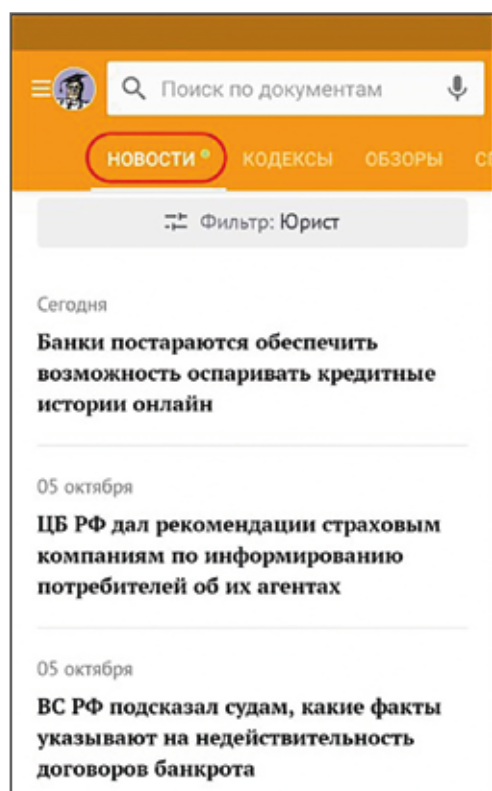 Поиск по документам
НОВОСТИ КОДЕКСЫ ОБЗОРЫ
Фильтр: Юрист
Сегодня
Банки постараются обеспечить
возможность оспаривать кредитные
истории онлайн
05 октября
ЦБ РФ дал рекомендации страховым
компаниям по информированию
потребителей об их агентах
05 октября
ВС РФ подсказал судам, какие факты
указывают на недействительность
договоров банкрота